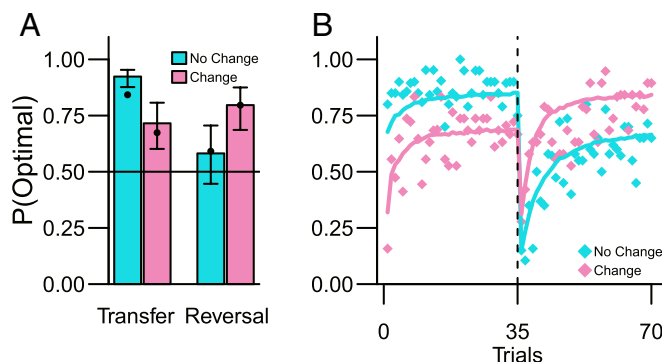 A
P(Optimal)
1.00
0.75
0.50
0.25
0.00
No Change
Change
Transfer Reversal
B
1.00
0.75
0.50
0.25
0.00
No Change
Change
0 35 70
Trials